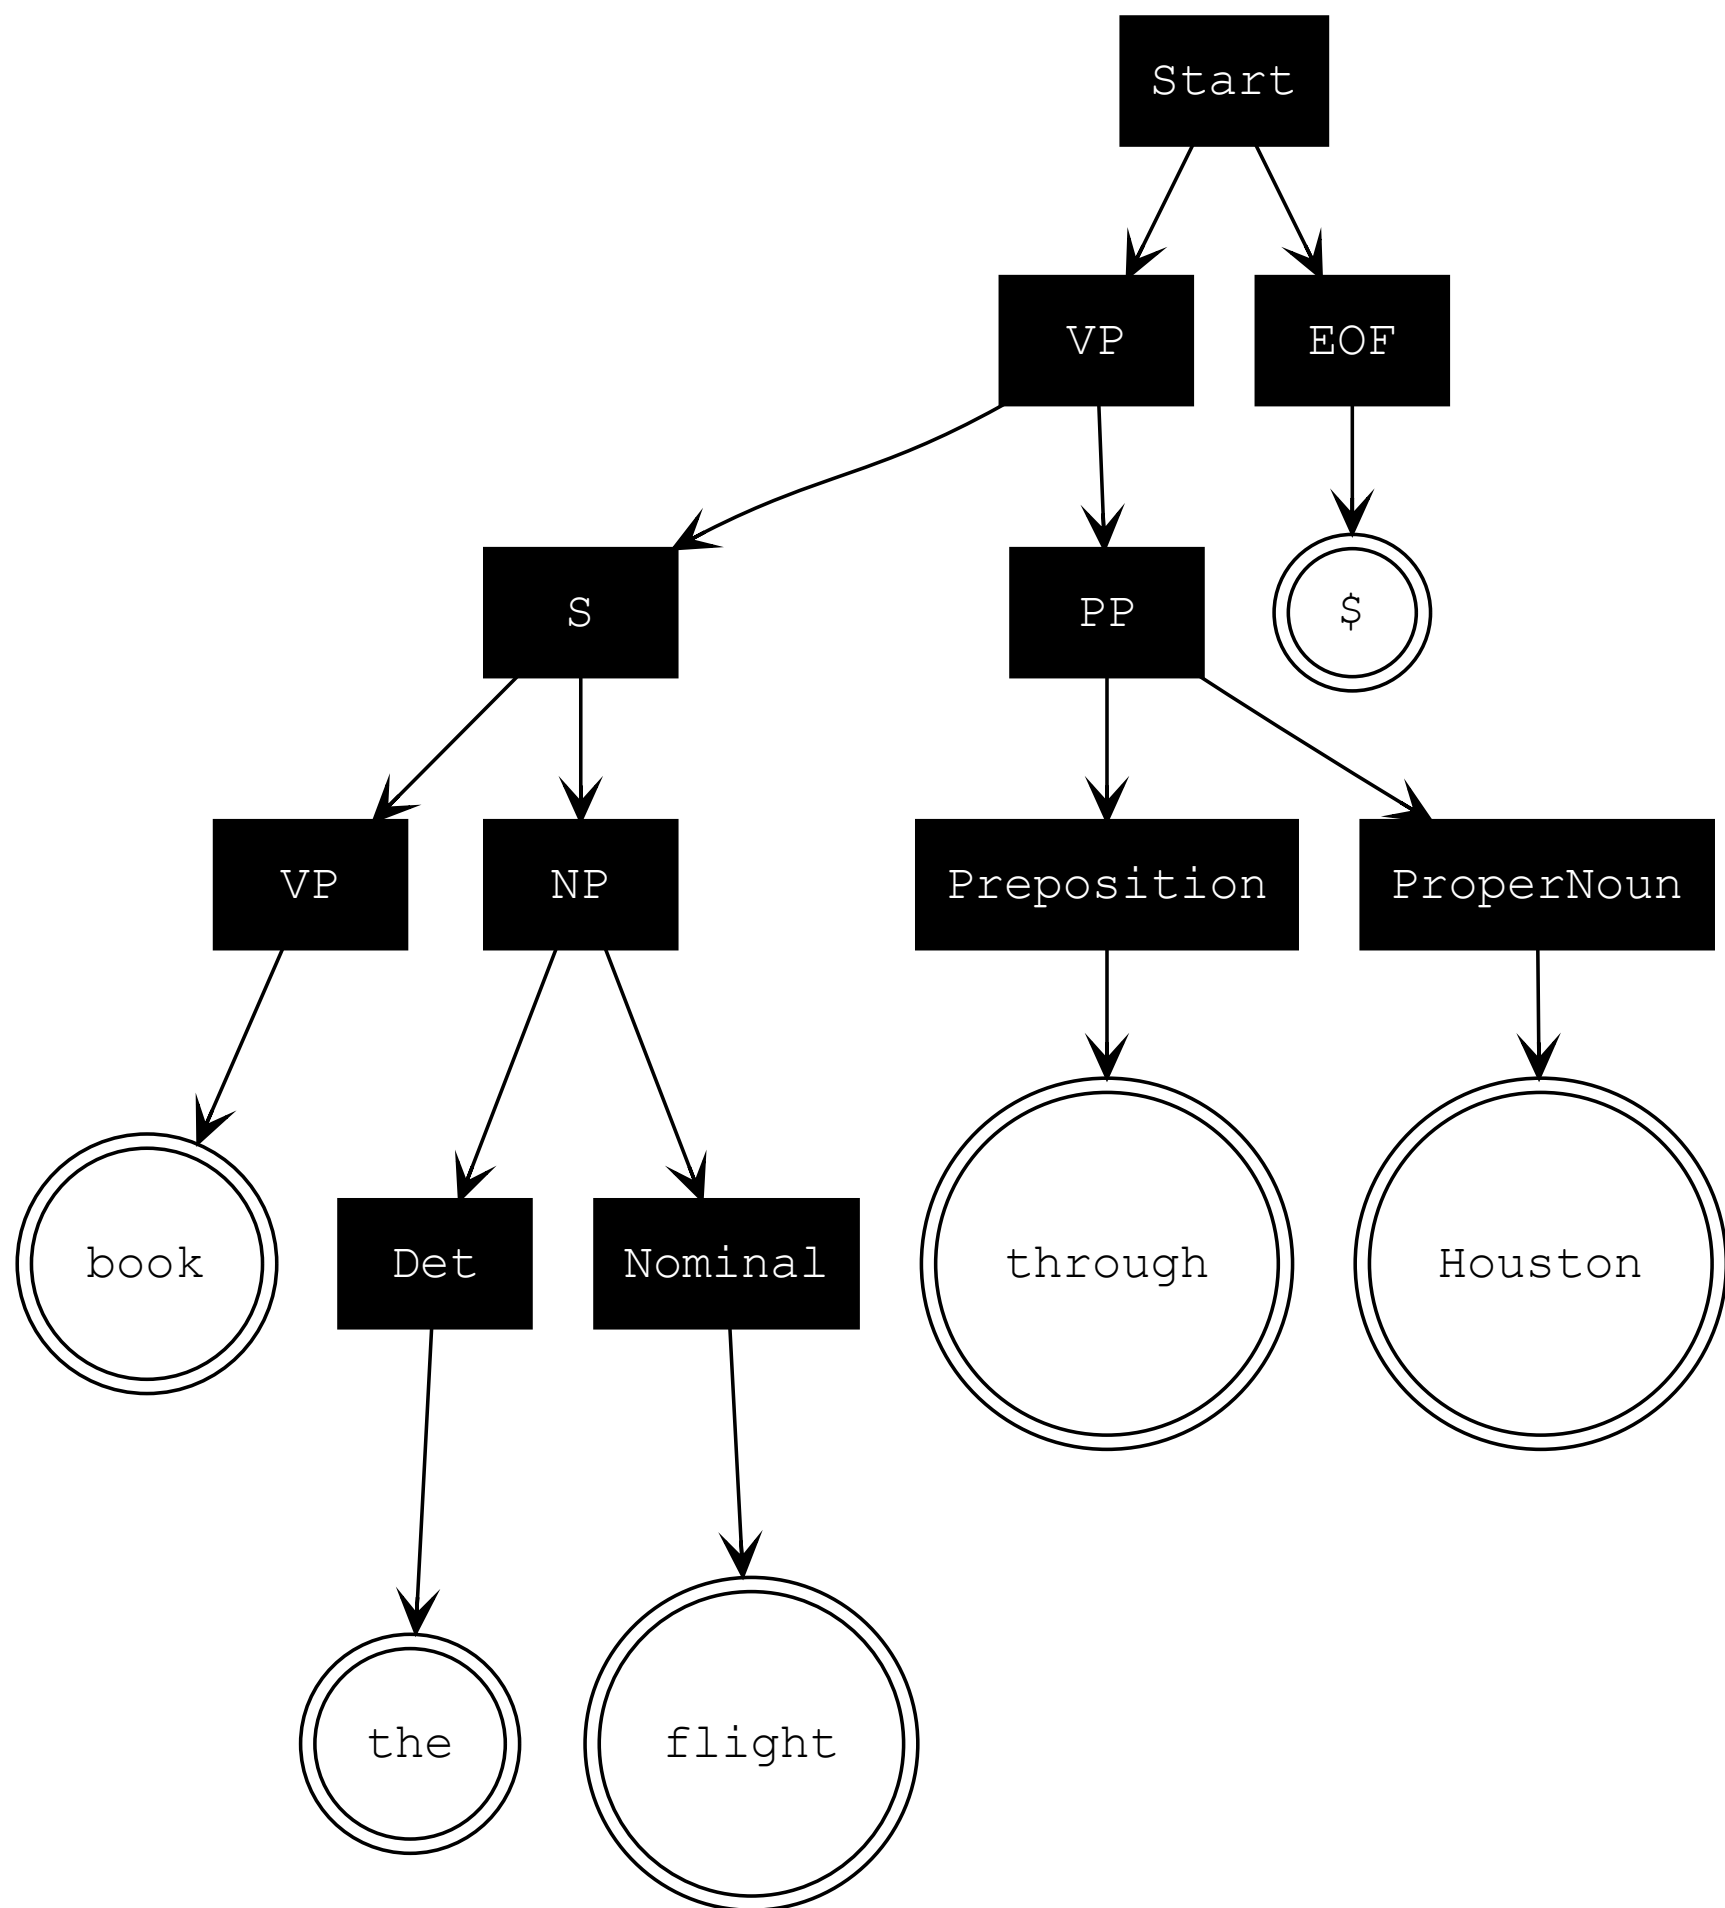 Start
VP EOF
S PP $
VP NP Preposition ProperNoun
book Det Nominal through Houston
the flight